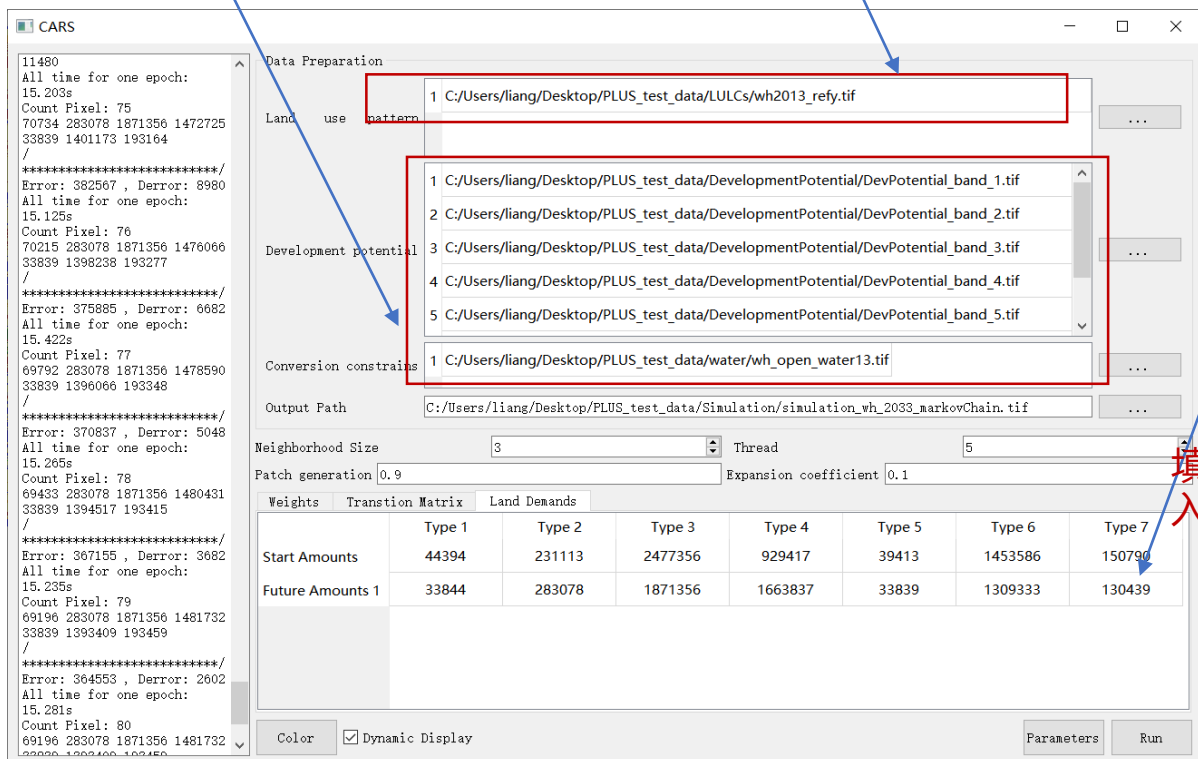 CARS
11480
All time for one epoch:
15.203s
Count Pixel: 75
70734 283078 1871356 1472725
33839 1401173 193164
/
***************************/
Error: 382567 , Derror: 8980
All time for one epoch:
15.125s
Count Pixel: 76
70215 283078 1871356 1476066
33839 1398238 193277
/
***************************/
Error: 375885 , Derror: 6682
All time for one epoch:
15.422s
Count Pixel: 77
69792 283078 1871356 1478590
33839 1396066 193348
/
***************************/
Error: 370837 , Derror: 5048
All time for one epoch:
15.265s
Count Pixel: 78
69433 283078 1871356 1480431
33839 1394517 193415
/
***************************/
Error: 367155 , Derror: 3682
All time for one epoch:
15.235s
Count Pixel: 79
69196 283078 1871356 1481732
33839 1393409 193459
/
***************************/
Error: 364553 , Derror: 2602
All time for one epoch:
15.281s
Count Pixel: 80
69196 283078 1871356 1481732
33839 1393409 193459
Data Preparation
Land use pattern
1 C:/Users/liang/Desktop/PLUS_test_data/LULCs/wh2013_refy.tif
...
Development potential
1 C:/Users/liang/Desktop/PLUS_test_data/DevelopmentPotential/DevPotential_band_1.tif
2 C:/Users/liang/Desktop/PLUS_test_data/DevelopmentPotential/DevPotential_band_2.tif
3 C:/Users/liang/Desktop/PLUS_test_data/DevelopmentPotential/DevPotential_band_3.tif
4 C:/Users/liang/Desktop/PLUS_test_data/DevelopmentPotential/DevPotential_band_4.tif
5 C:/Users/liang/Desktop/PLUS_test_data/DevelopmentPotential/DevPotential_band_5.tif
...
Conversion constrains
1 C:/Users/liang/Desktop/PLUS_test_data/water/wh_open_water13.tif
...
Output Path C:/Users/liang/Desktop/PLUS_test_data/Simulation/simulation_wh_2033_markovChain.tif ...
Neighborhood Size 3 Thread 5
Patch generation 0.9 Expansion coefficient 0.1
填
入
Weights Transtion Matrix Land Demands
Type 1 Type 2 Type 3 Type 4 Type 5 Type 6 Type 7
Start Amounts 44394 231113 2477356 929417 39413 1453586 150790
Future Amounts 1 33844 283078 1871356 1663837 33839 1309333 130439
Color Dynamic Display Parameters Run